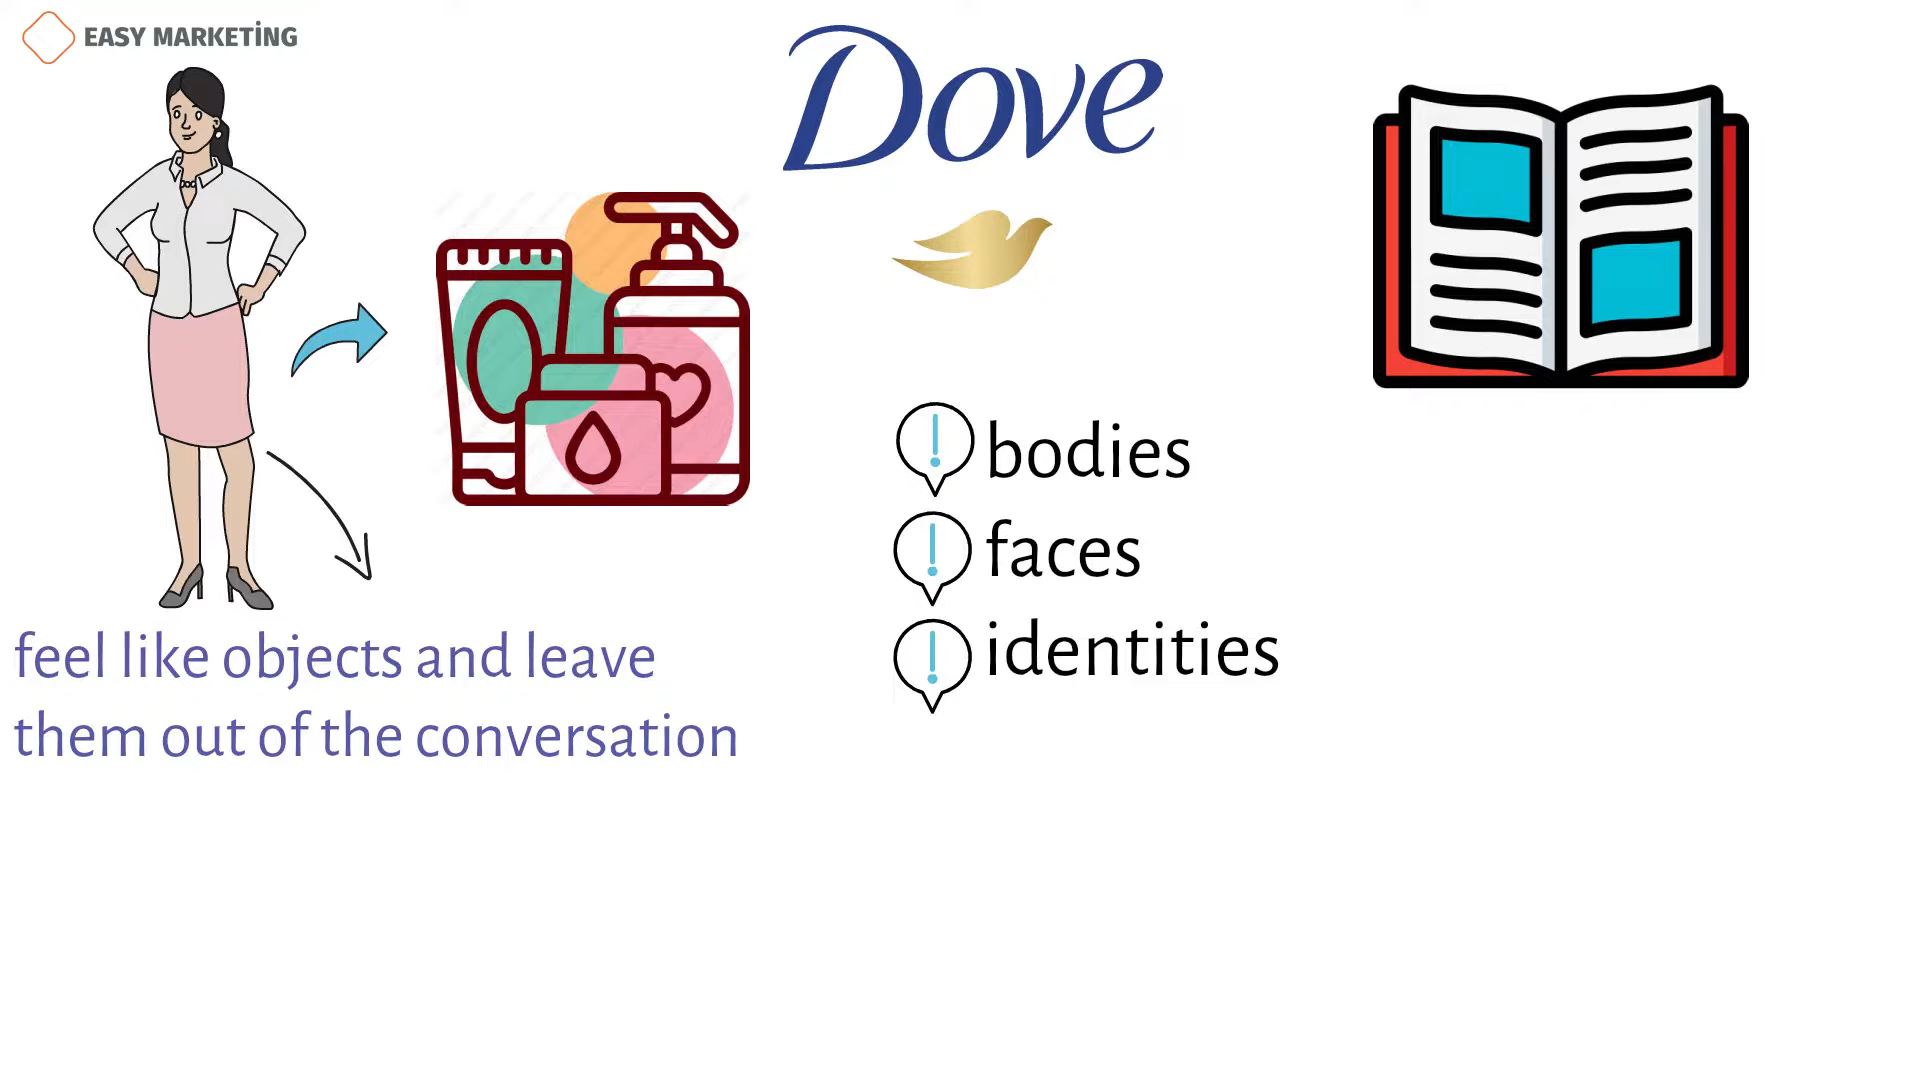 EASY MARKETİNG
Dove
bodies
faces
identities
feel like objects and leave
them out of the conversation